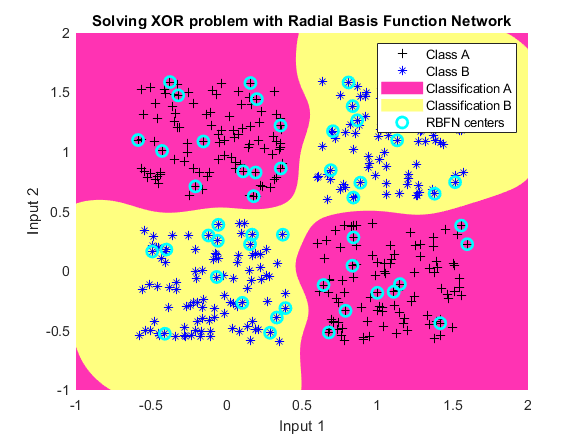 Solving XOR problem with Radial Basis Function Network
2
1.5
1
0.5
0
-0.5
-1
Input 2
Class A
Class B
Classification A
Classification B
RBFN centers
-1
-0.5
0
0.5
1
1.5
2
Input 1